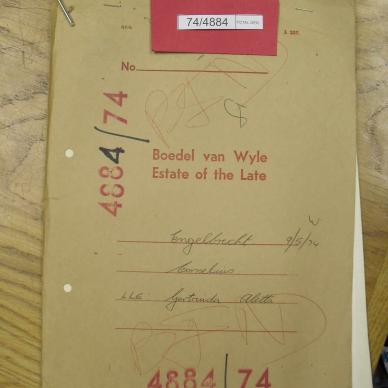 74/4884
No.
4884/74
Boedel van Wyle
Estate of the Late
Engelbrecht 9/5/74
Cornelius
Gertruida Aletta
4884/74